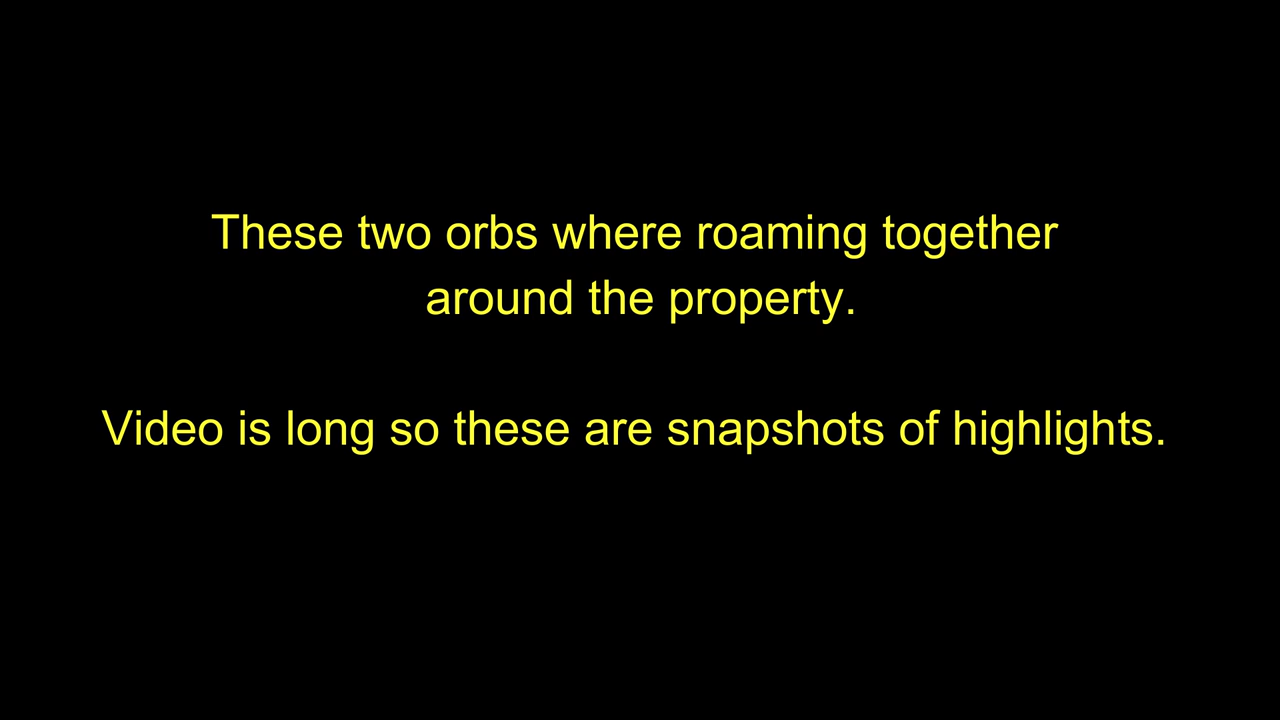 These two orbs where roaming together
around the property.
Video is long so these are snapshots of highlights.